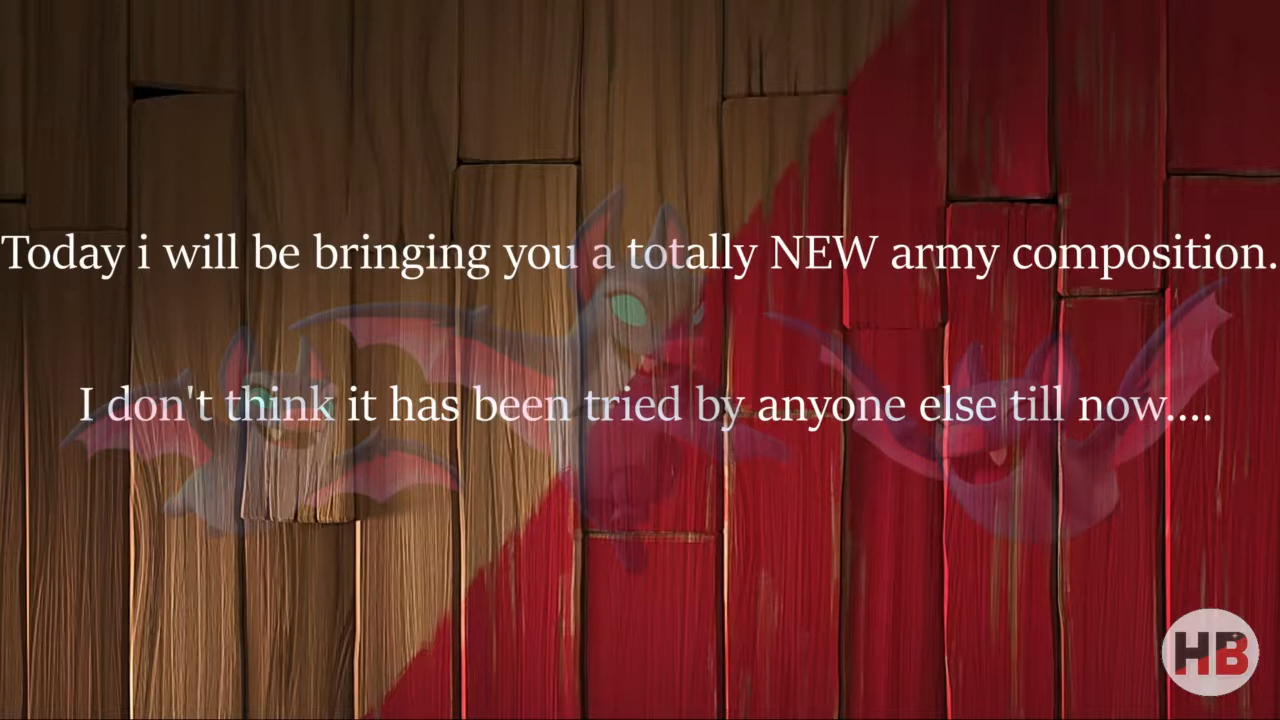 Today i will be bringing you a totally NEW army composition.
I don't think it has been tried by anyone else till now....
HB